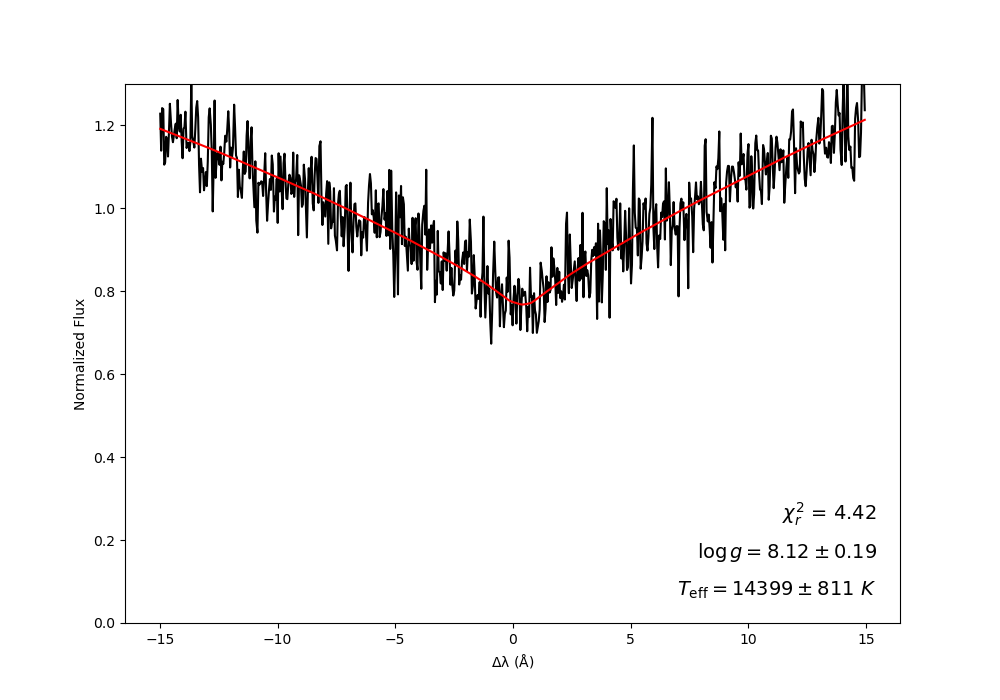 1.2
1.0
0.8
0.6
0.4
0.2
0.0
Normalized Flux
χ²ᵣ = 4.42
log g = 8.12 ± 0.19
T_eff = 14399 ± 811 K
−15 −10 −5 0 5 10 15
Δλ (Å)